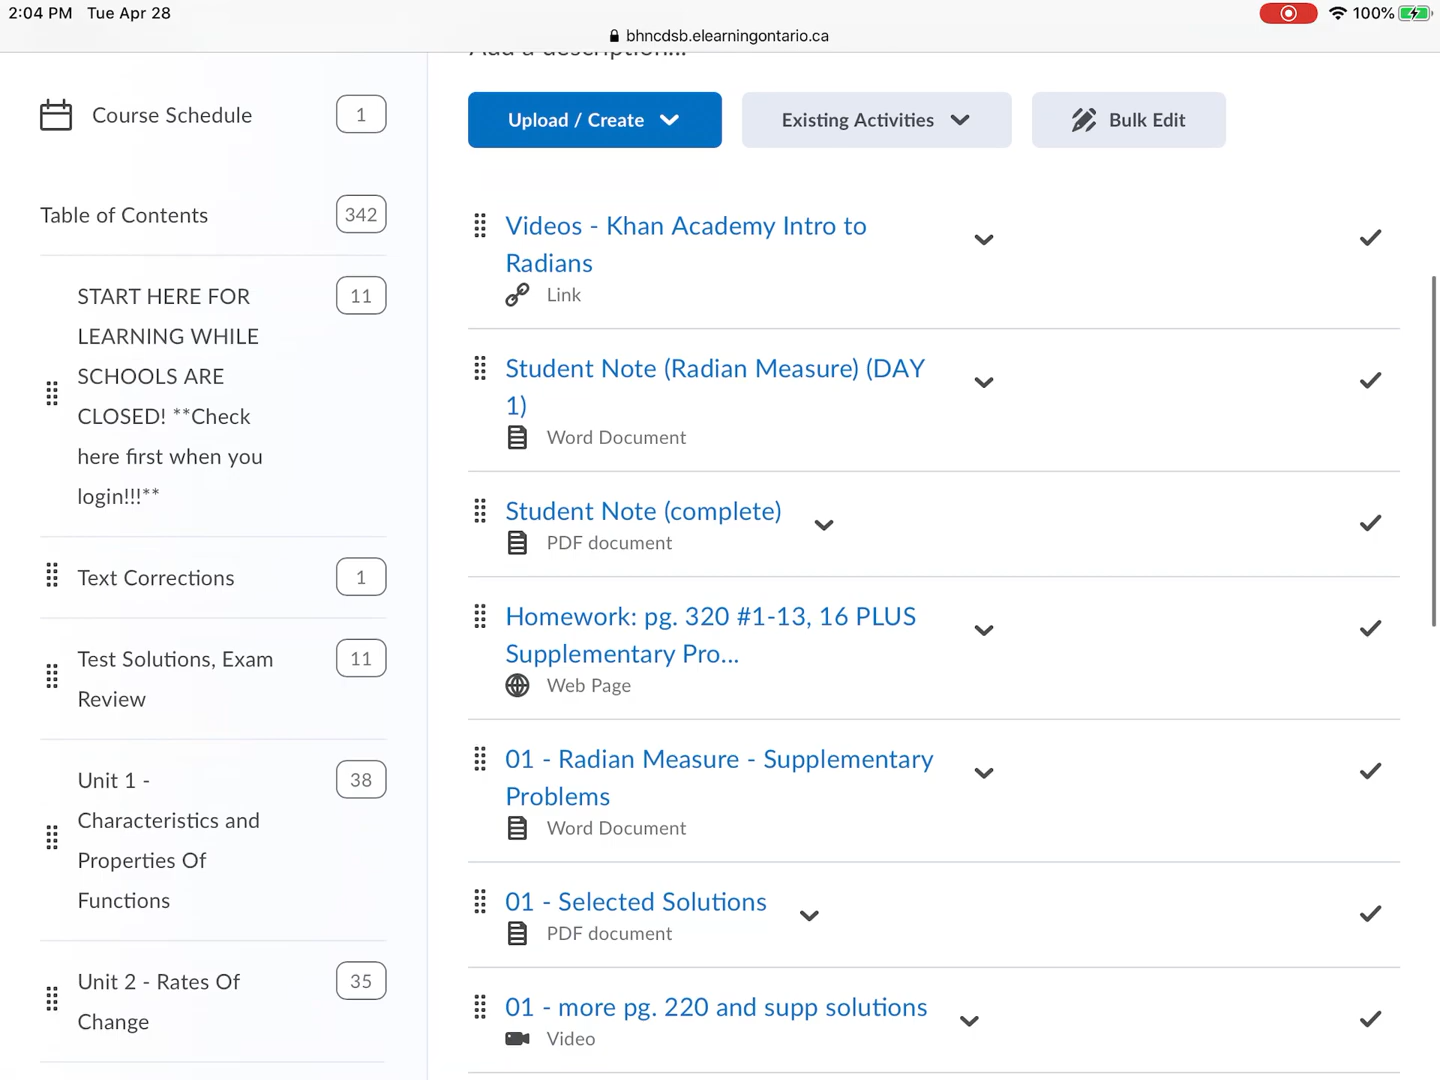 2:04 PM Tue Apr 28
100%
bhncdsb.elearningontario.ca
Add a description...
Course Schedule 1
Table of Contents 342
START HERE FOR 11
LEARNING WHILE
SCHOOLS ARE
CLOSED! **Check
here first when you
login!!!**
Text Corrections 1
Test Solutions, Exam 11
Review
Unit 1 - 38
Characteristics and
Properties Of
Functions
Unit 2 - Rates Of 35
Change
Upload / Create
Existing Activities
Bulk Edit
Videos - Khan Academy Intro to
Radians
Link
Student Note (Radian Measure) (DAY
1)
Word Document
Student Note (complete)
PDF document
Homework: pg. 320 #1-13, 16 PLUS
Supplementary Pro...
Web Page
01 - Radian Measure - Supplementary
Problems
Word Document
01 - Selected Solutions
PDF document
01 - more pg. 220 and supp solutions
Video